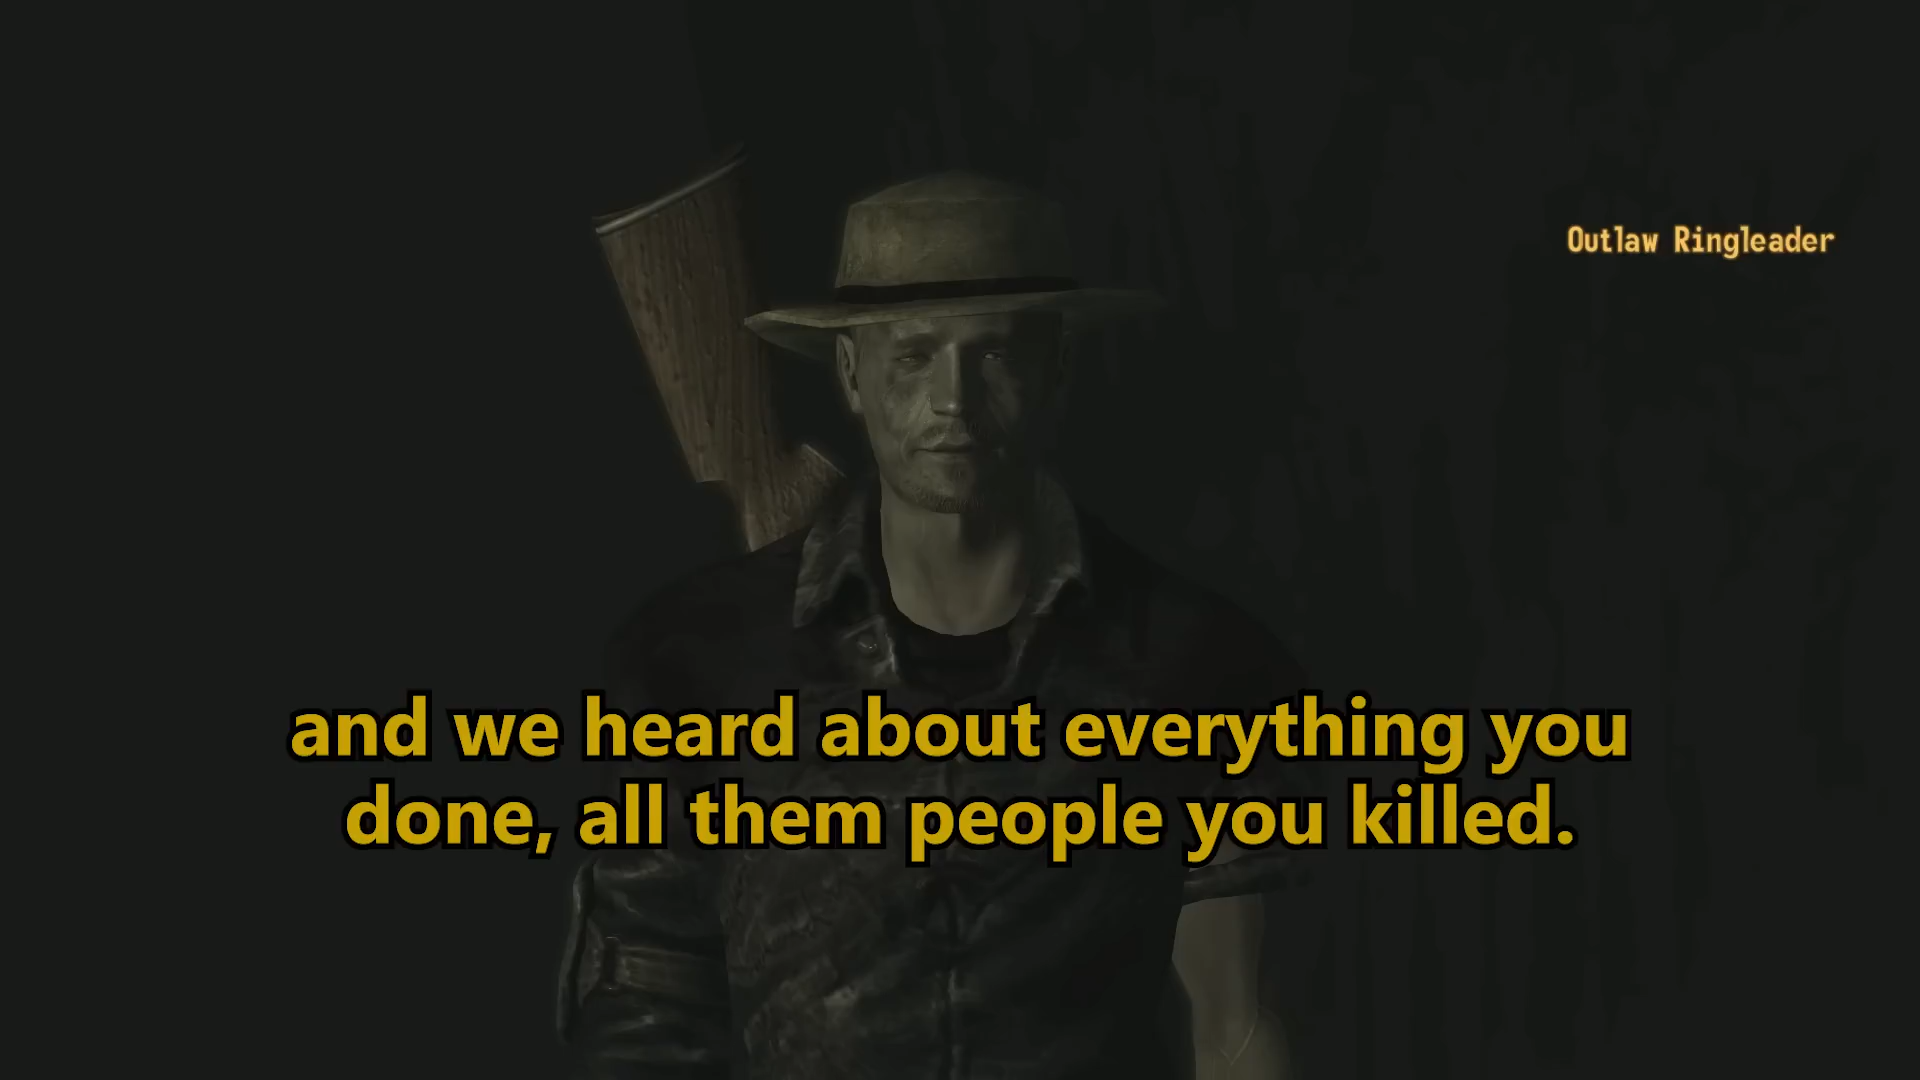 Outlaw Ringleader
and we heard about everything you
done, all them people you killed.